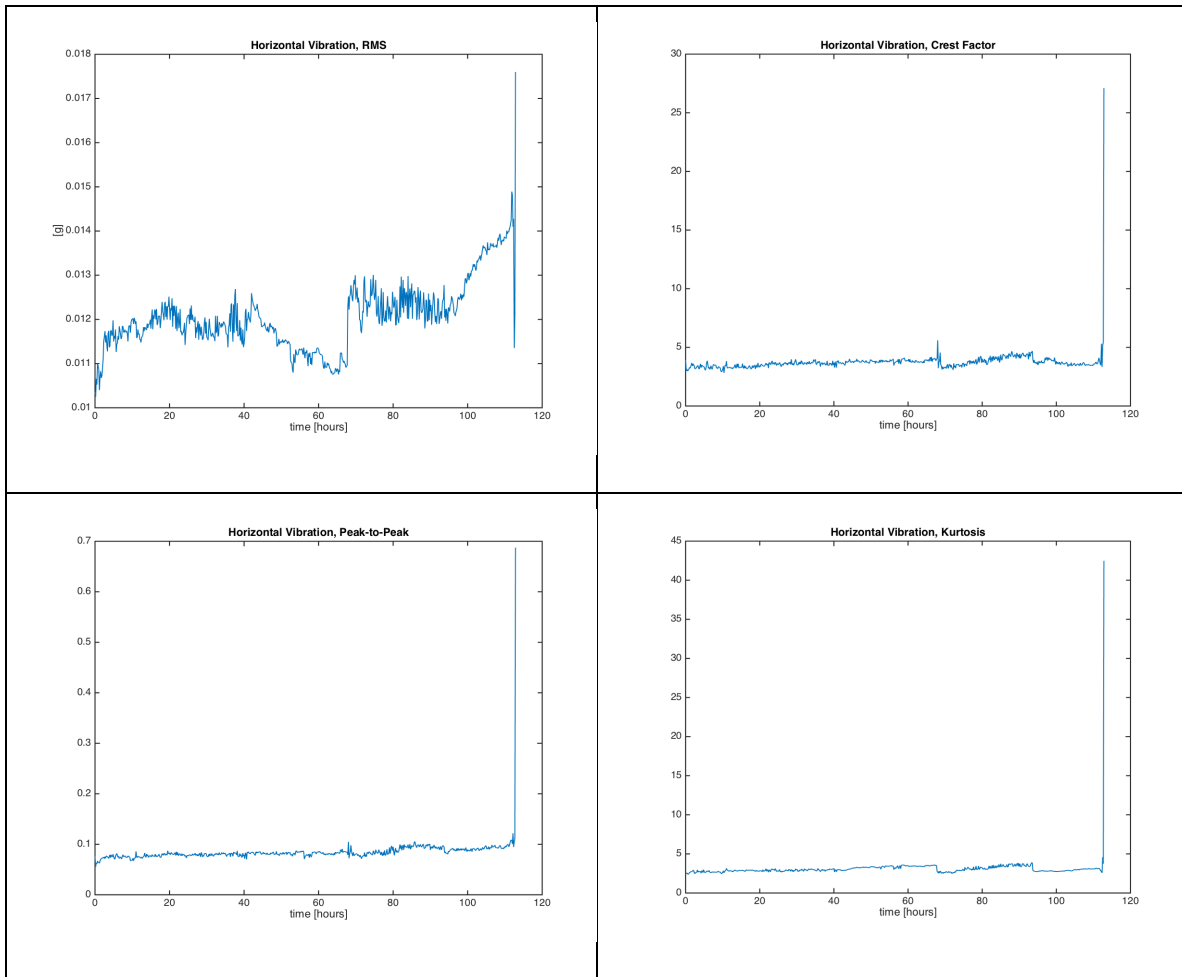 Horizontal Vibration, RMS
0.018
0.017
0.016
0.015
0.014
0.013
0.012
0.011
0.01
[g]
0 20 40 60 80 100 120
time [hours]
Horizontal Vibration, Crest Factor
30
25
20
15
10
5
0
0 20 40 60 80 100 120
time [hours]
Horizontal Vibration, Peak-to-Peak
0.7
0.6
0.5
0.4
0.3
0.2
0.1
0
0 20 40 60 80 100 120
time [hours]
Horizontal Vibration, Kurtosis
45
40
35
30
25
20
15
10
5
0
0 20 40 60 80 100 120
time [hours]